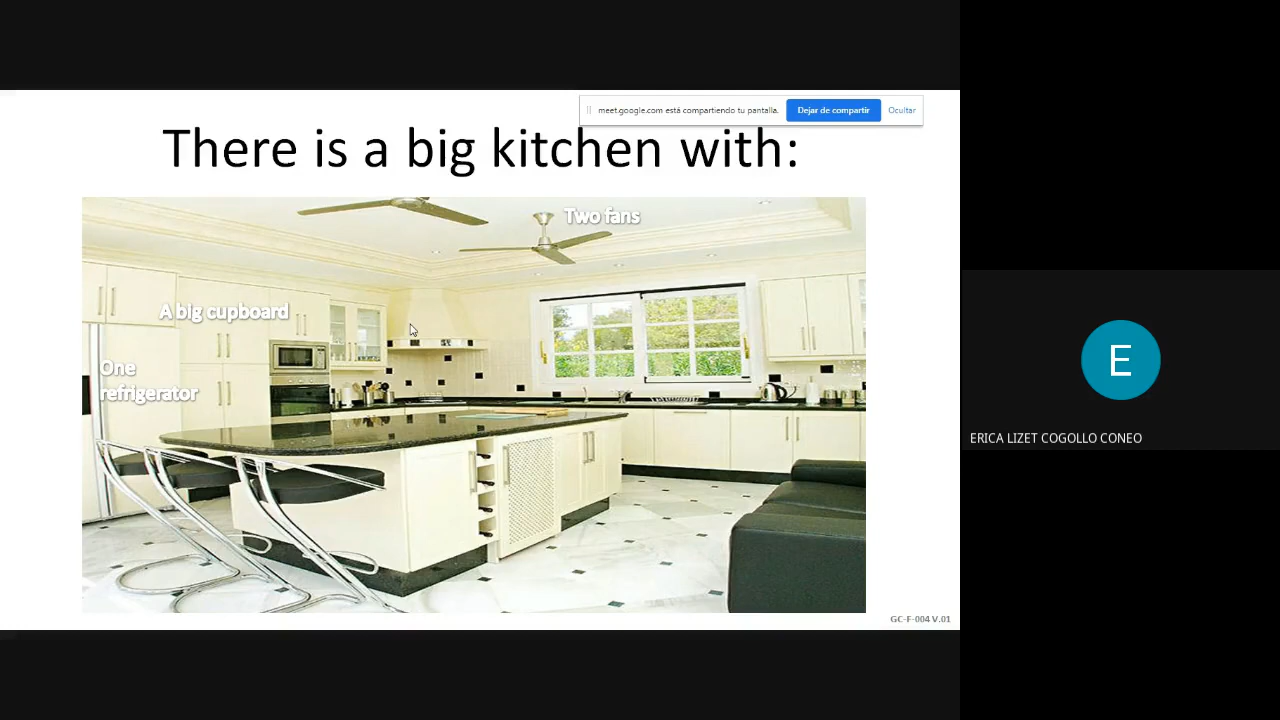 meet.google.com está compartiendo tu pantalla.
Dejar de compartir
Ocultar
There is a big kitchen with:
Two fans
A big cupboard
One
refrigerator
E
ERICA LIZET COGOLLO CONEO
GC-F-004 V.01